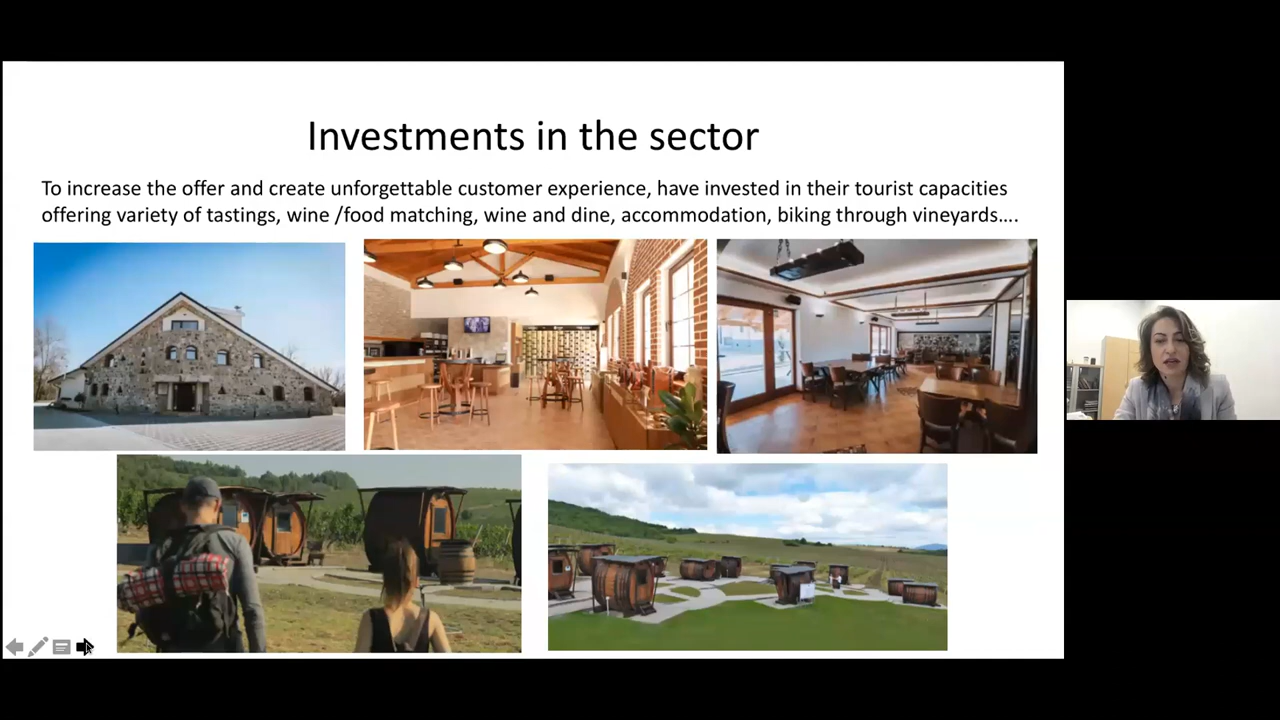 Investments in the sector
To increase the offer and create unforgettable customer experience, have invested in their tourist capacities
offering variety of tastings, wine /food matching, wine and dine, accommodation, biking through vineyards….